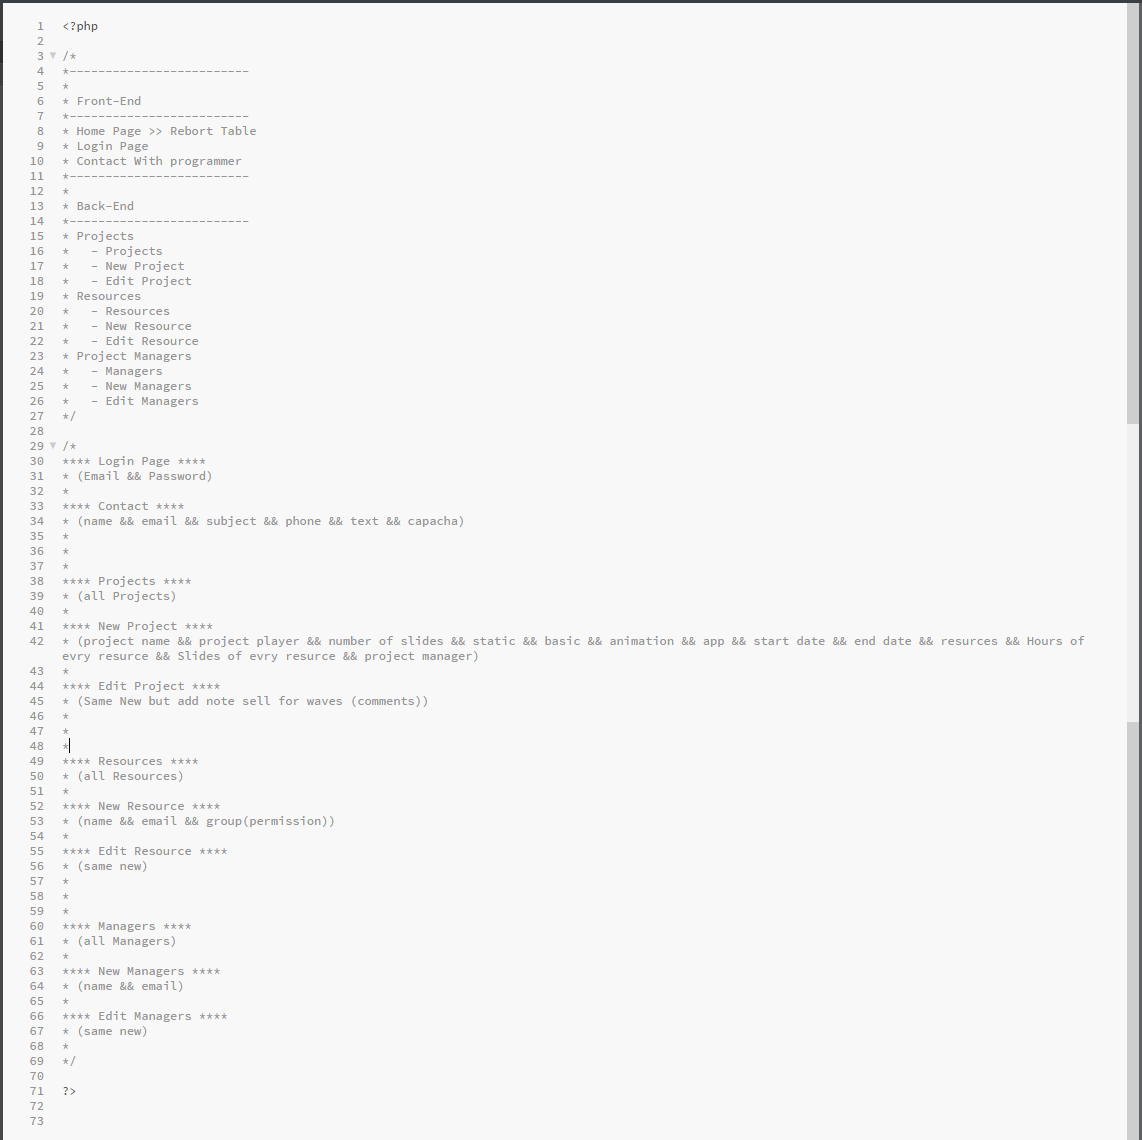 1 <?php
2
3 /*
4 *-------------------------
5 *
6 * Front-End
7 *-------------------------
8 * Home Page >> Rebort Table
9 * Login Page
10 * Contact With programmer
11 *-------------------------
12 *
13 * Back-End
14 *-------------------------
15 * Projects
16 *   - Projects
17 *   - New Project
18 *   - Edit Project
19 * Resources
20 *   - Resources
21 *   - New Resource
22 *   - Edit Resource
23 * Project Managers
24 *   - Managers
25 *   - New Managers
26 *   - Edit Managers
27 */
28
29 /*
30 **** Login Page ****
31 * (Email && Password)
32 *
33 **** Contact ****
34 * (name && email && subject && phone && text && capacha)
35 *
36 *
37 *
38 **** Projects ****
39 * (all Projects)
40 *
41 **** New Project ****
42 * (project name && project player && number of slides && static && basic && animation && app && start date && end date && resurces && Hours of
evry resurce && Slides of evry resurce && project manager)
43 *
44 **** Edit Project ****
45 * (Same New but add note sell for waves (comments))
46 *
47 *
48 *
49 **** Resources ****
50 * (all Resources)
51 *
52 **** New Resource ****
53 * (name && email && group(permission))
54 *
55 **** Edit Resource ****
56 * (same new)
57 *
58 *
59 *
60 **** Managers ****
61 * (all Managers)
62 *
63 **** New Managers ****
64 * (name && email)
65 *
66 **** Edit Managers ****
67 * (same new)
68 *
69 */
70
71 ?>
72
73